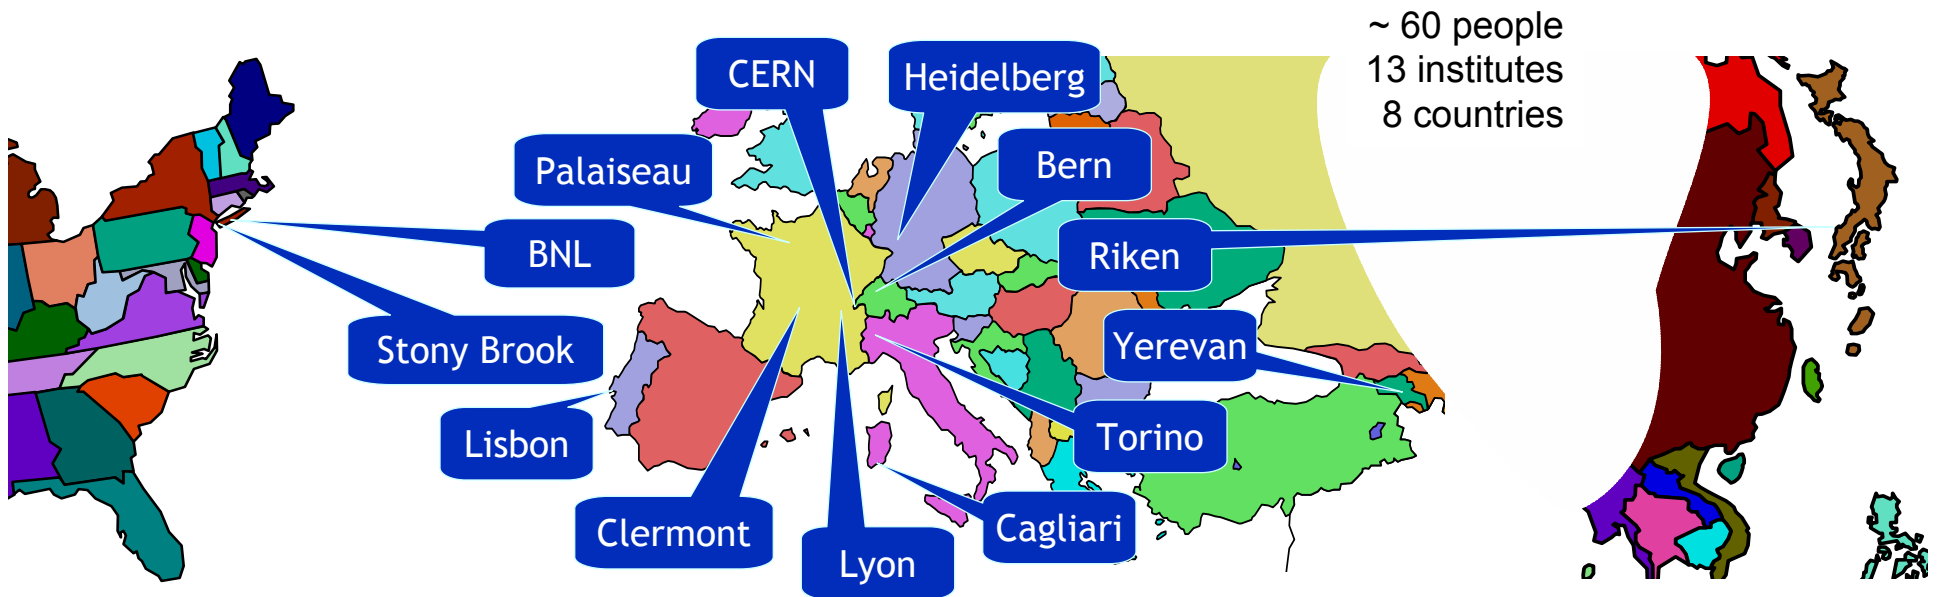 ~ 60 people
13 institutes
8 countries
CERN
Heidelberg
Palaiseau
Bern
BNL
Riken
Stony Brook
Yerevan
Lisbon
Torino
Clermont
Cagliari
Lyon